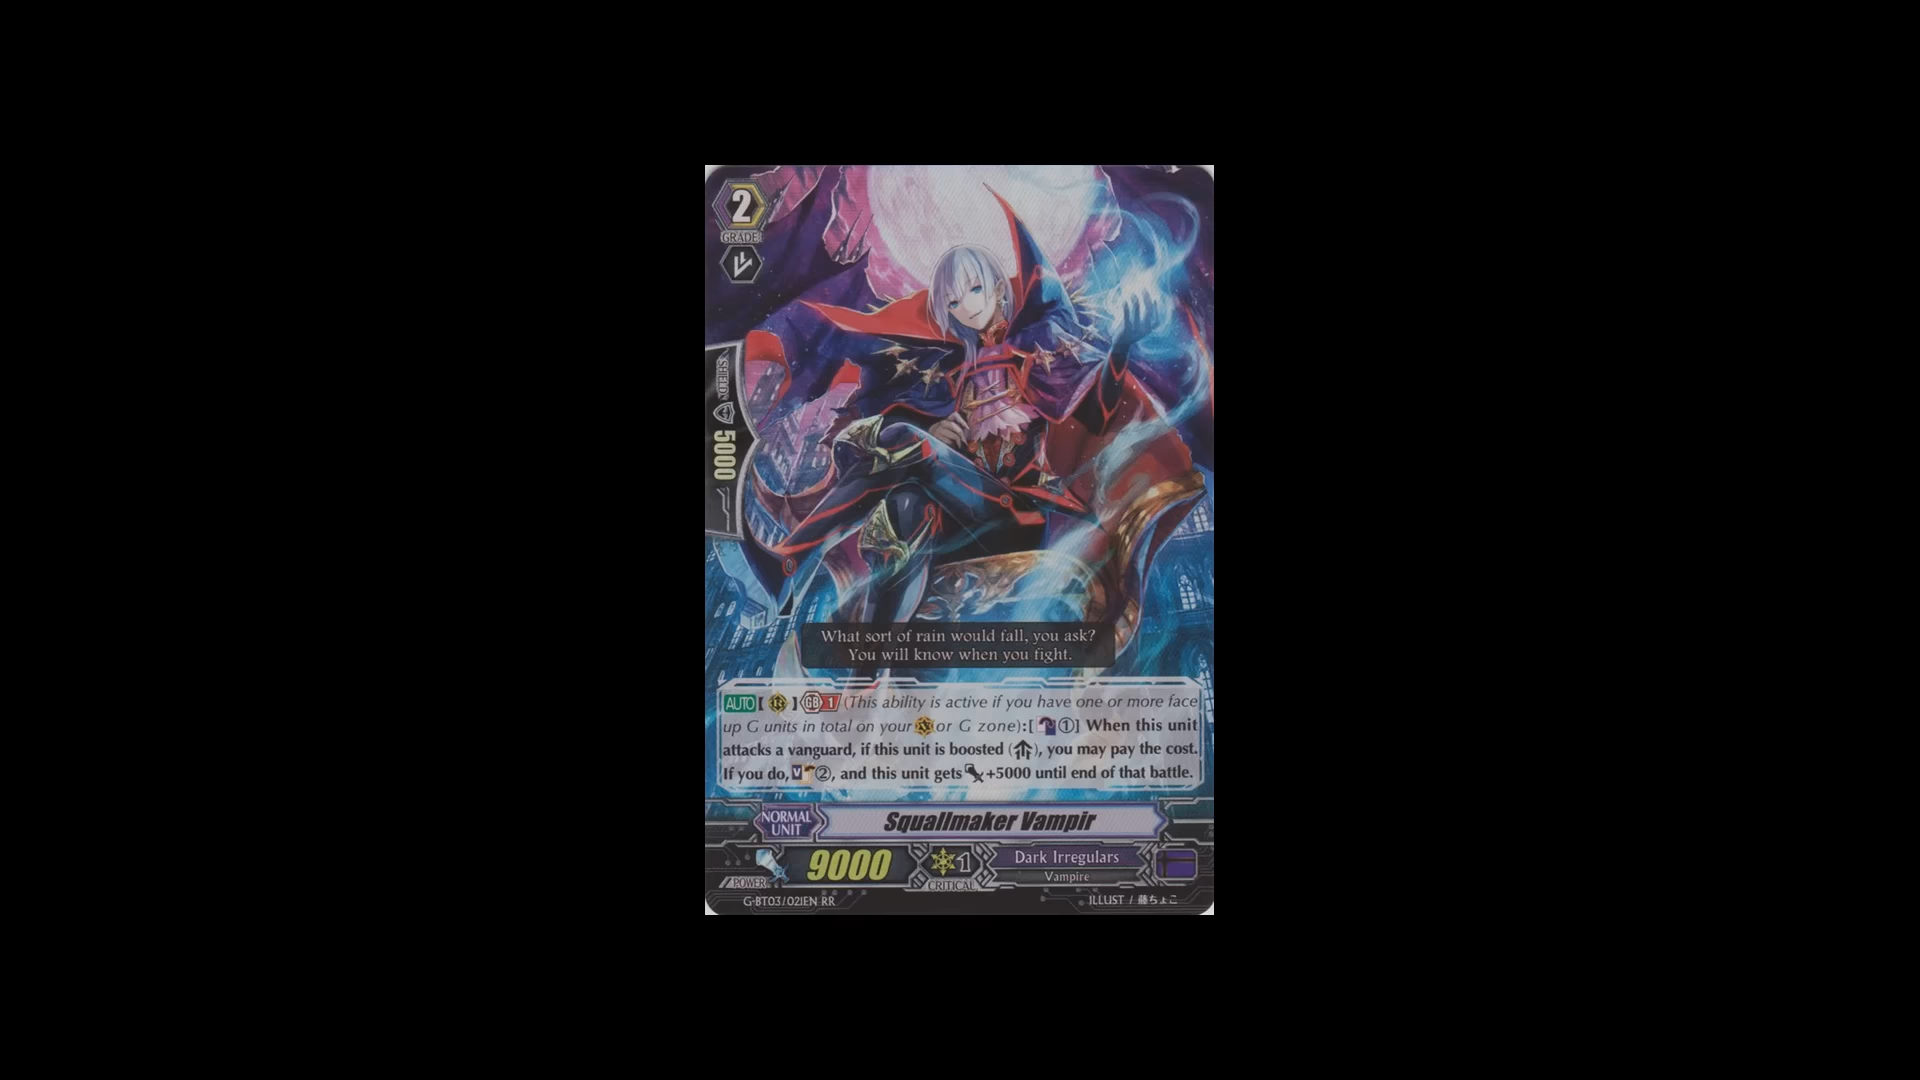 2
GRADE
SHIELD
5000
What sort of rain would fall, you ask?
You will know when you fight.
AUTO【 R 】GB 1 (This ability is active if you have one or more face
up G units in total on your or G zone):[ ①] When this unit
attacks a vanguard, if this unit is boosted ( ), you may pay the cost.
If you do, V ②, and this unit gets +5000 until end of that battle.
NORMAL
UNIT
Squallmaker Vampir
POWER
9000
1
CRITICAL
Dark Irregulars
Vampire
G-BT03/021EN RR
ILLUST / 藤ちょこ